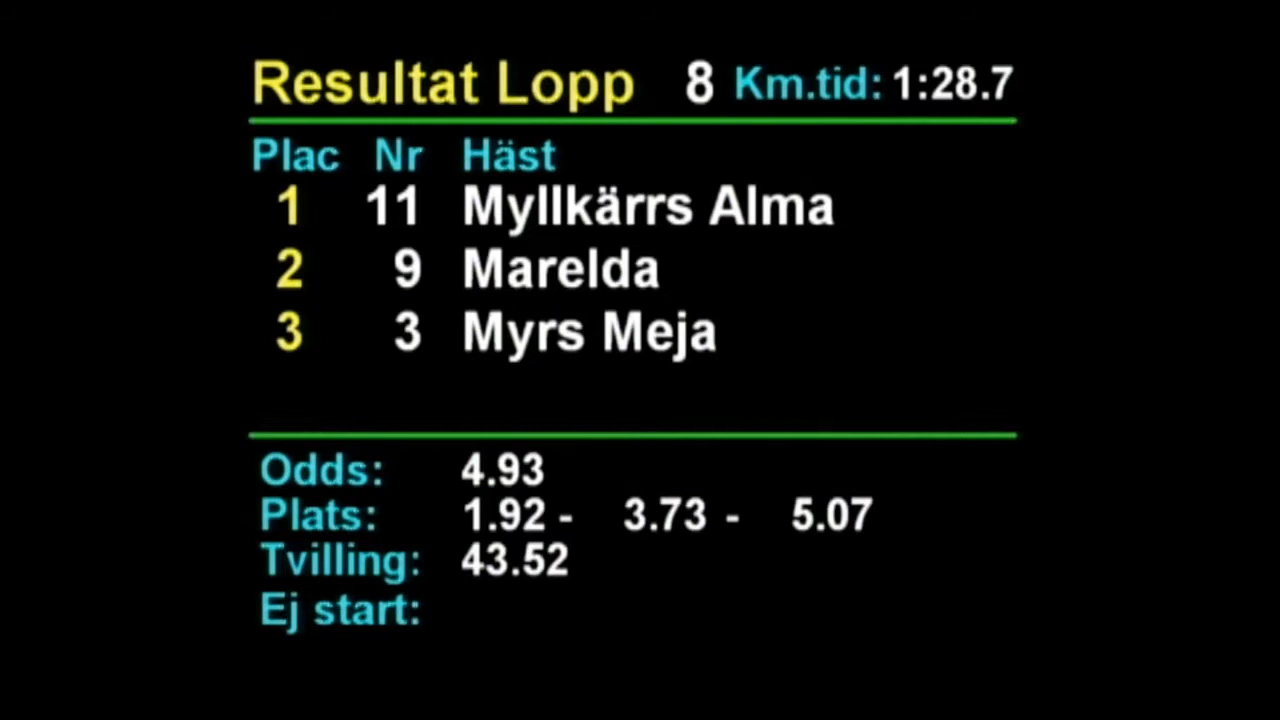 Resultat Lopp 8 Km.tid: 1:28.7
Plac Nr Häst
1 11 Myllkärrs Alma
2 9 Marelda
3 3 Myrs Meja
Odds: 4.93
Plats: 1.92 - 3.73 - 5.07
Tvilling: 43.52
Ej start: